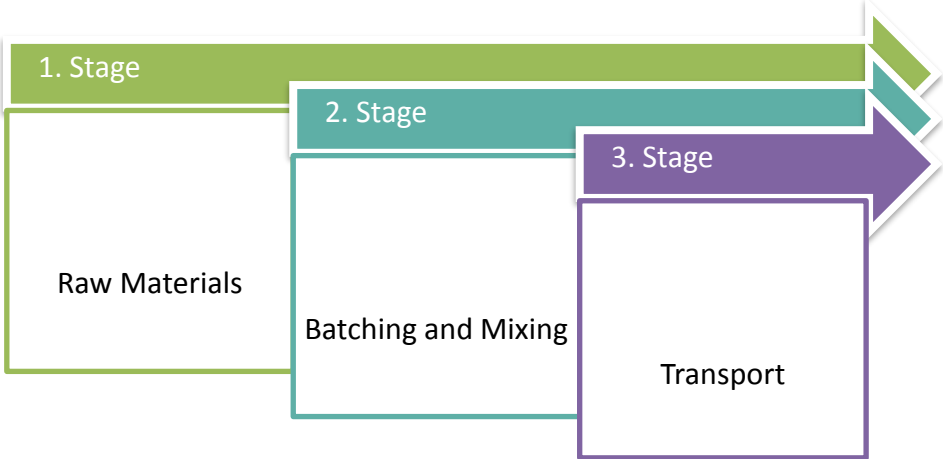 1. Stage
Raw Materials
2. Stage
Batching and Mixing
3. Stage
Transport